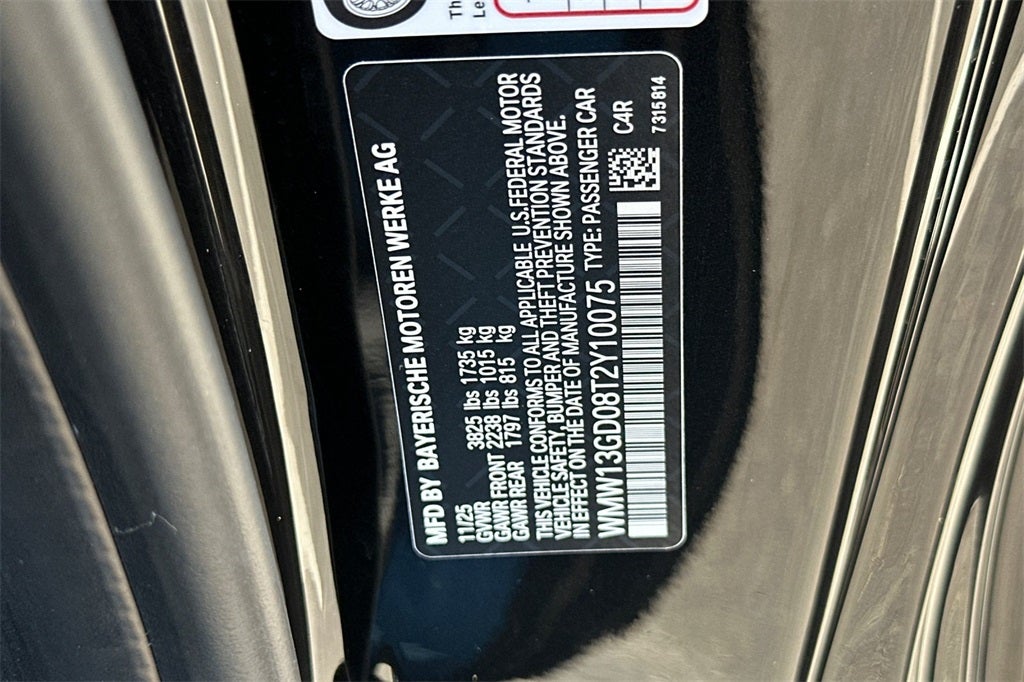 Th
Le
MFD BY BAYERISCHE MOTOREN WERKE AG
11/25
GVWR 3825 lbs 1735 kg
GAWR FRONT 2238 lbs 1015 kg
GAWR REAR 1797 lbs 815 kg
THIS VEHICLE CONFORMS TO ALL APPLICABLE U.S.FEDERAL MOTOR
VEHICLE SAFETY, BUMPER AND THEFT PREVENTION STANDARDS
IN EFFECT ON THE DATE OF MANUFACTURE SHOWN ABOVE.
WMW13GD08T2Y10075 TYPE: PASSENGER CAR
C4R
7315814